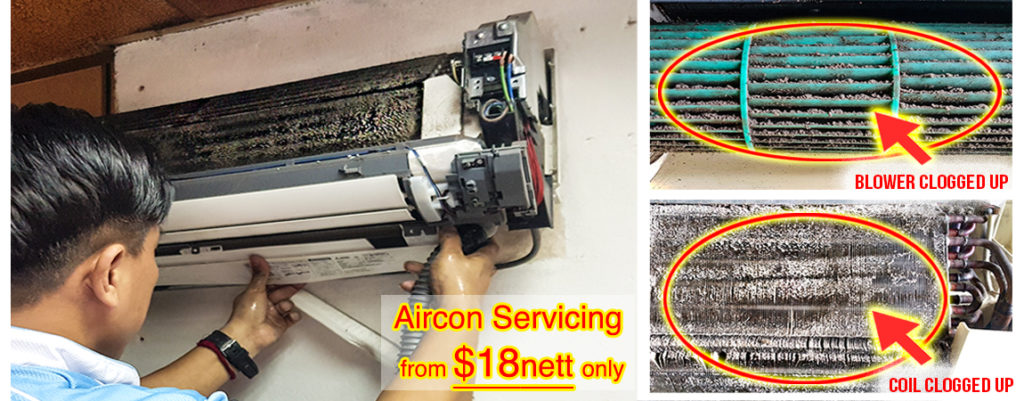 Aircon Servicing
from $18nett only
BLOWER CLOGGED UP
COIL CLOGGED UP